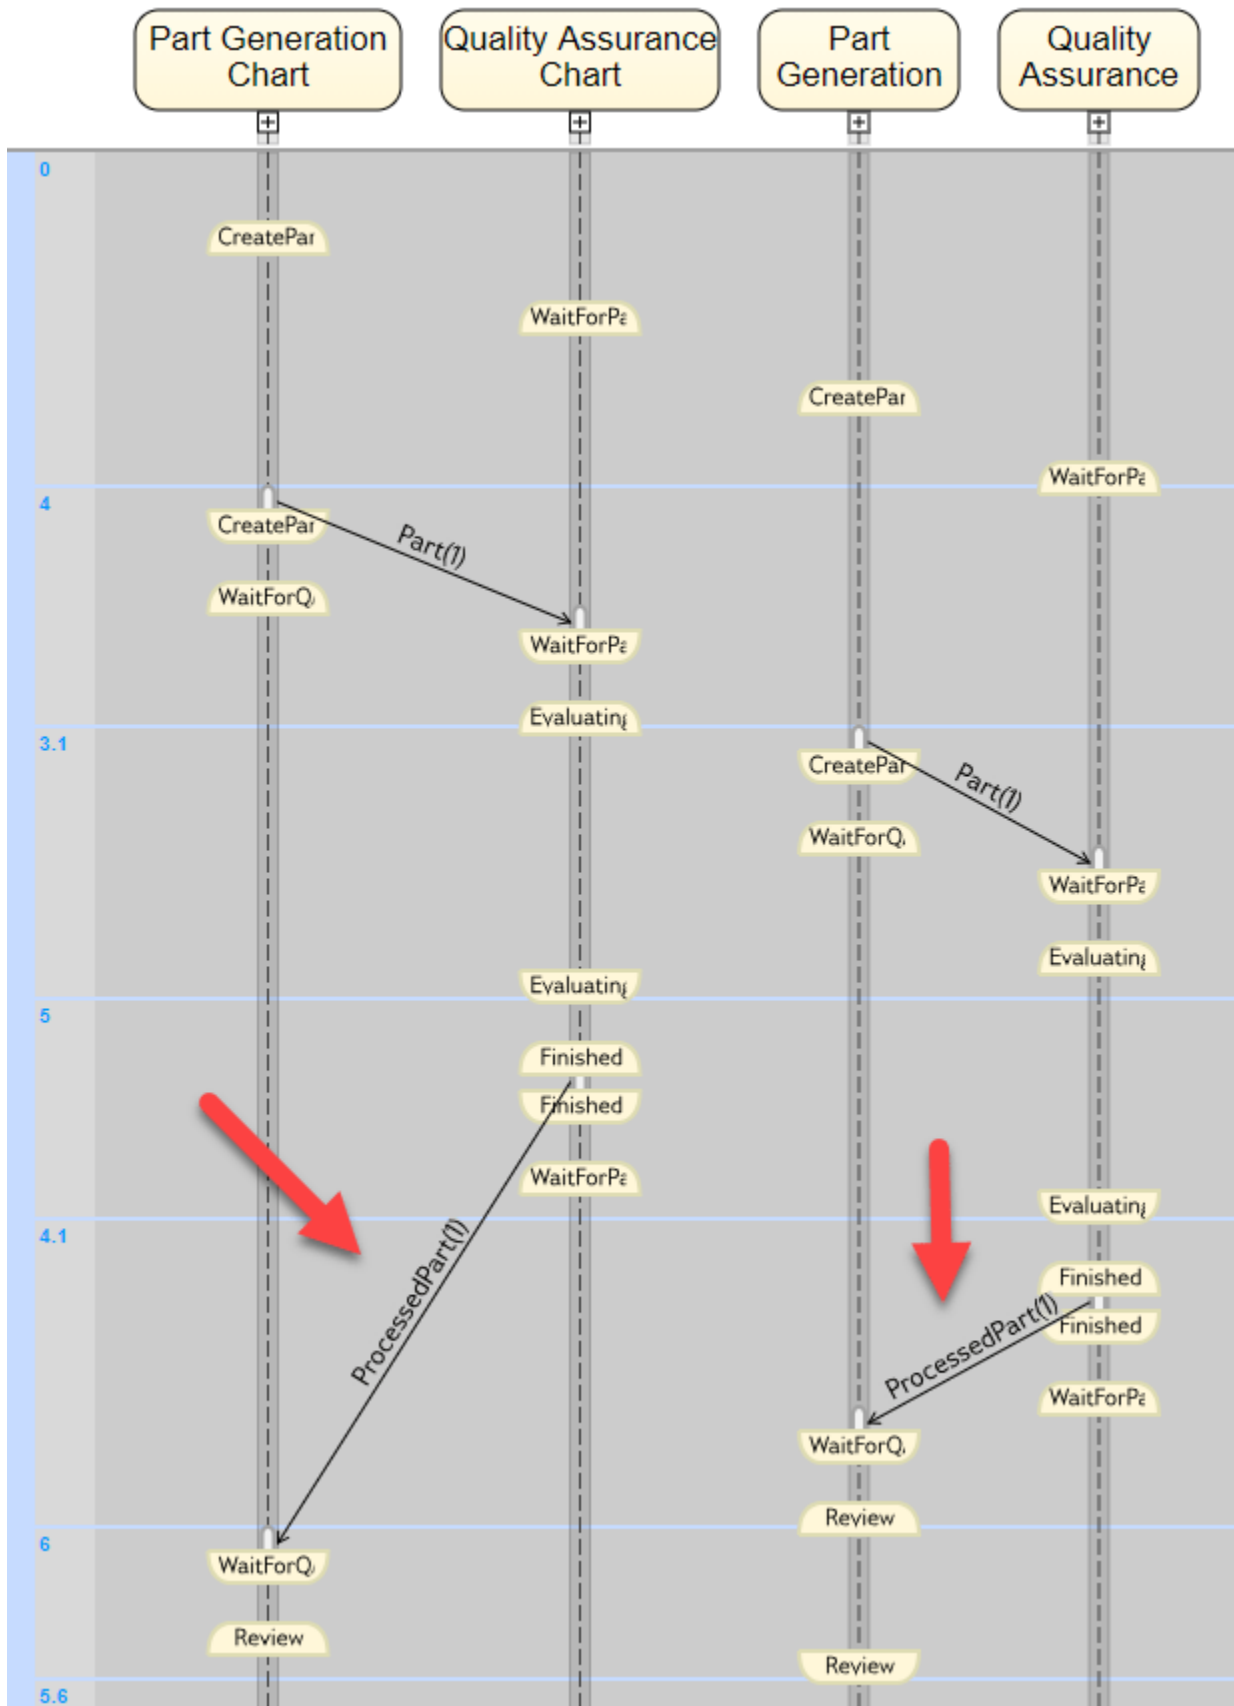 Part Generation
Chart
Quality Assurance
Chart
Part
Generation
Quality
Assurance
0
CreatePar
WaitForPa
CreatePar
WaitForPa
4
CreatePar
Part(1)
WaitForQ
WaitForPa
Evaluating
3.1
CreatePar
Part(1)
WaitForQ
WaitForPa
Evaluating
Evaluating
5
Finished
Finished
WaitForPa
Evaluating
4.1
ProcessedPart(1)
Finished
Finished
ProcessedPart(1)
WaitForPa
WaitForQ
Review
6
WaitForQ
Review
Review
5.6